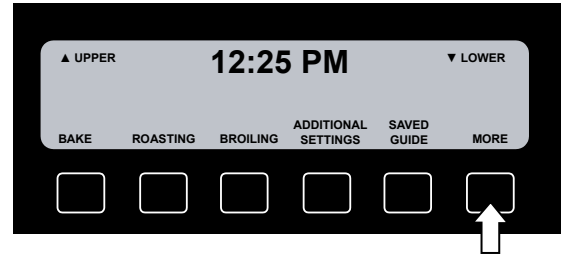 ▲ UPPER 12:25 PM ▼ LOWER
BAKE ROASTING BROILING ADDITIONAL SETTINGS SAVED GUIDE MORE